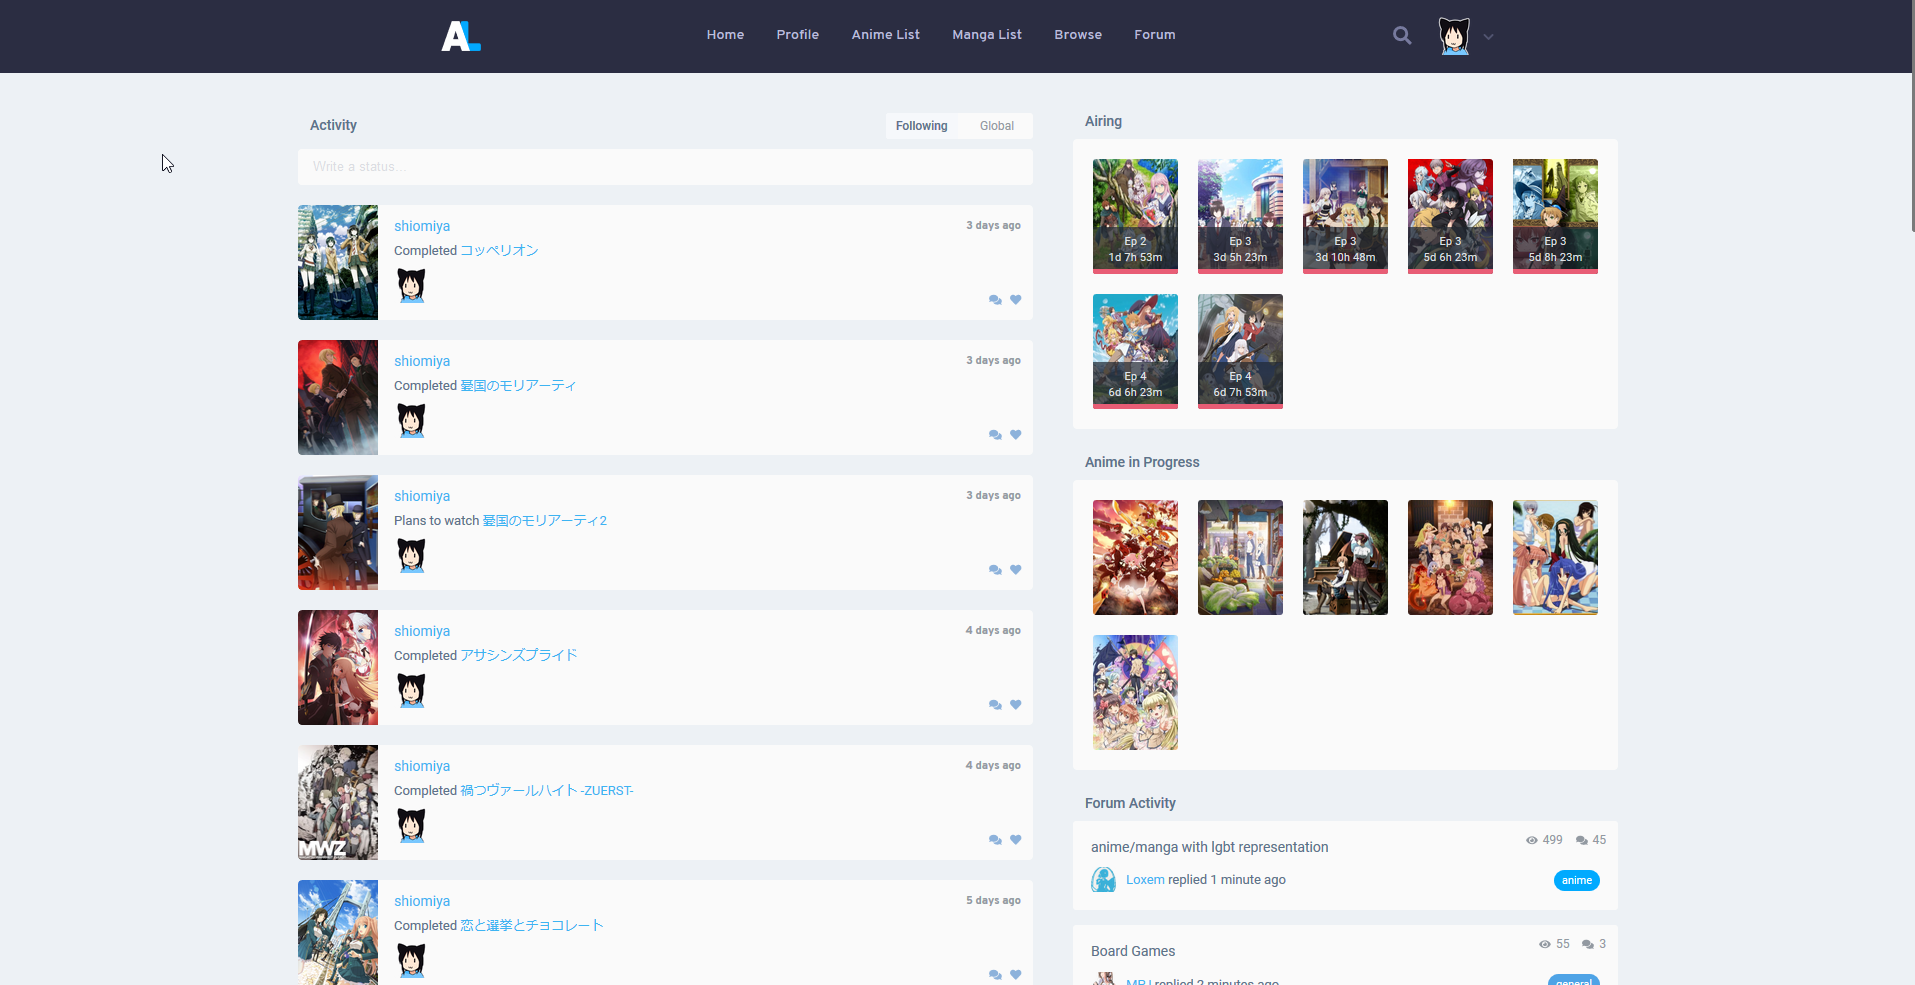 AL
Home Profile Anime List Manga List Browse Forum
Activity
Following Global
Write a status...
shiomiya
3 days ago
Completed コッペリオン
shiomiya
3 days ago
Completed 憂国のモリアーティ
shiomiya
3 days ago
Plans to watch 憂国のモリアーティ2
shiomiya
4 days ago
Completed アサシンズプライド
MWZ
shiomiya
4 days ago
Completed 禍つヴァールハイト -ZUERST-
shiomiya
5 days ago
Completed 恋と選挙とチョコレート
Airing
Ep 2
1d 7h 53m
Ep 3
3d 5h 23m
Ep 3
3d 10h 48m
Ep 3
5d 6h 23m
Ep 3
5d 8h 23m
Ep 4
6d 6h 23m
Ep 4
6d 7h 53m
Anime in Progress
Forum Activity
anime/manga with lgbt representation
499 45
Loxem replied 1 minute ago
anime
Board Games
55 3
replied 2 minutes ago
general